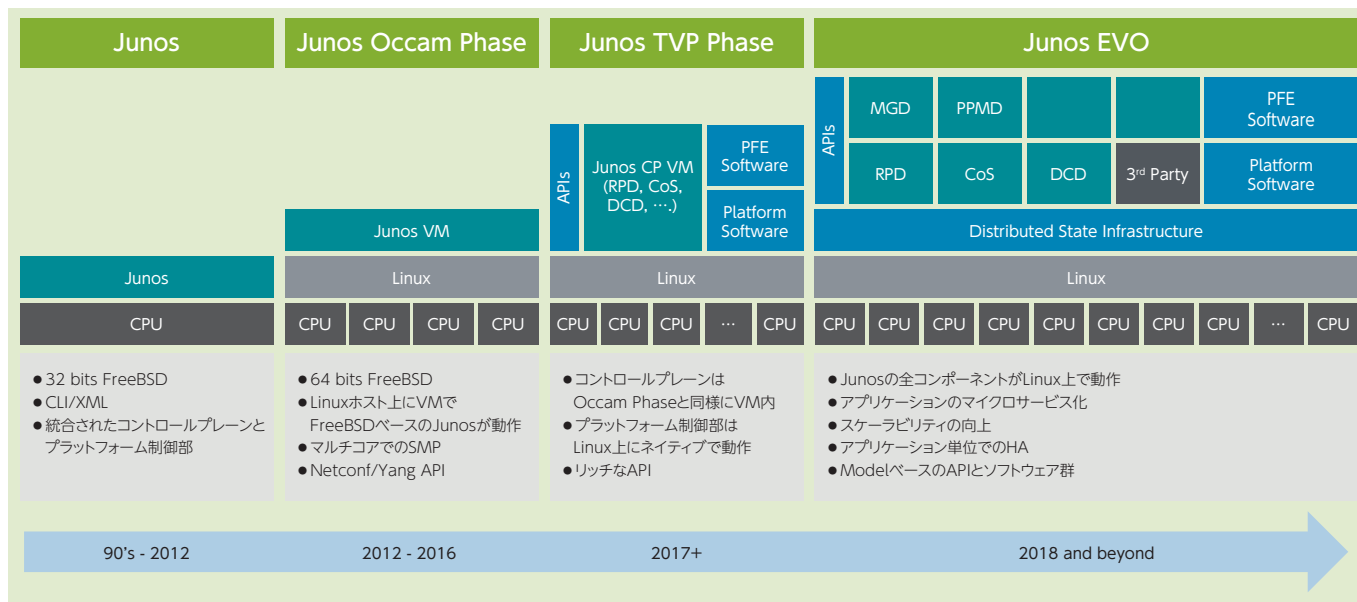 Junos
Junos Occam Phase
Junos TVP Phase
Junos EVO
Junos
CPU
Junos VM
Linux
CPU
CPU
CPU
CPU
APIs
Junos CP VM
(RPD, CoS,
DCD, ….)
PFE
Software
Platform
Software
Linux
CPU
CPU
CPU
…
CPU
APIs
MGD
PPMD
PFE
Software
RPD
CoS
DCD
3rd Party
Platform
Software
Distributed State Infrastructure
Linux
CPU
CPU
CPU
CPU
CPU
CPU
CPU
CPU
…
CPU
●32 bits FreeBSD
●CLI/XML
●統合されたコントロールプレーンと
プラットフォーム制御部
●64 bits FreeBSD
●Linuxホスト上にVMで
FreeBSDベースのJunosが動作
●マルチコアでのSMP
●Netconf/Yang API
●コントロールプレーンは
Occam Phaseと同様にVM内
●プラットフォーム制御部は
Linux上にネイティブで動作
●リッチなAPI
●Junosの全コンポーネントがLinux上で動作
●アプリケーションのマイクロサービス化
●スケーラビリティの向上
●アプリケーション単位でのHA
●ModelベースのAPIとソフトウェア群
90's - 2012
2012 - 2016
2017+
2018 and beyond